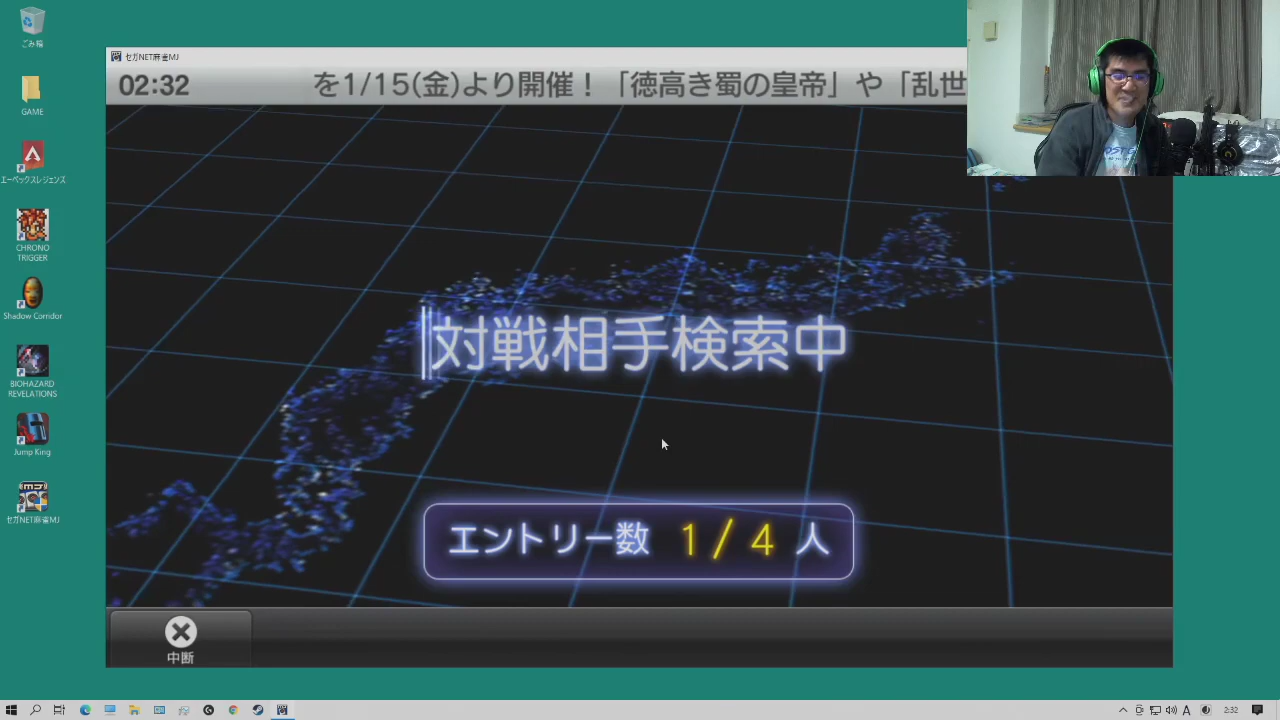 ごみ箱
GAME
エーペックスレジェンズ
CHRONO
TRIGGER
Shadow Corridor
BIOHAZARD
REVELATIONS
Jump King
セガNET麻雀MJ
セガNET麻雀MJ
02:32
を1/15(金)より開催！「徳高き蜀の皇帝」や「乱世
対戦相手検索中
エントリー数 1/4 人
中断
A
2:32